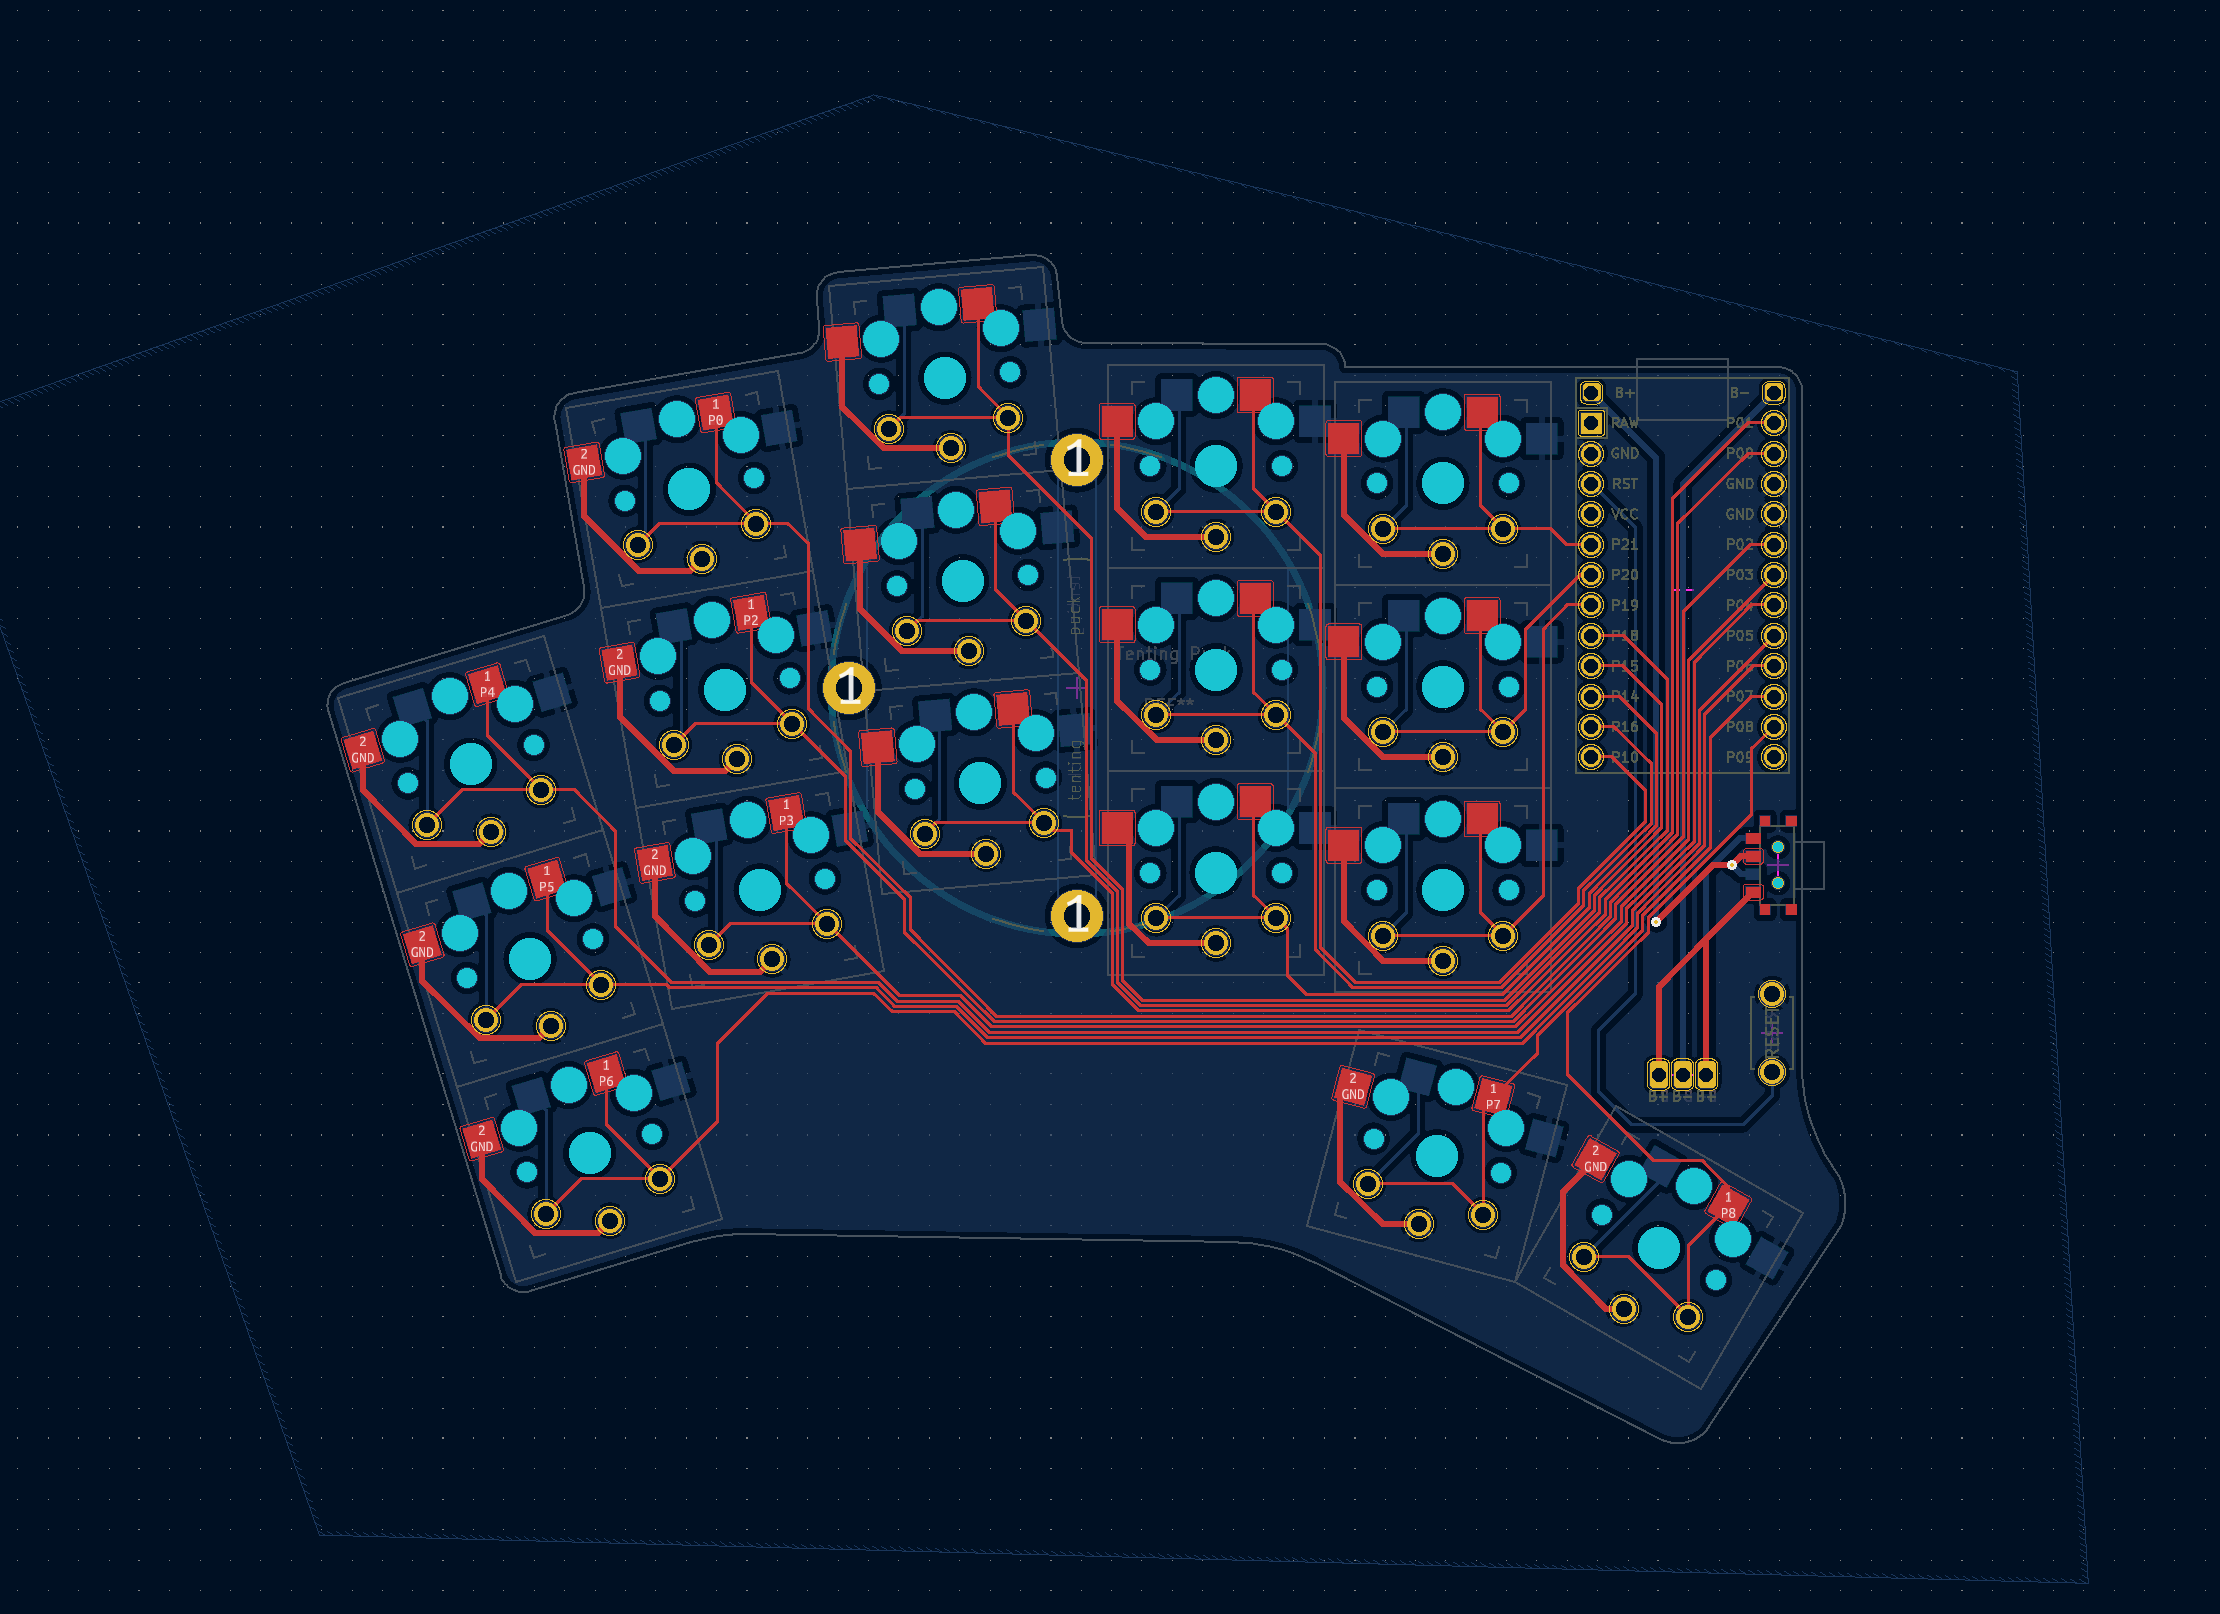 1
P0
2
GND
1
P2
2
GND
1
P3
2
GND
1
P4
2
GND
1
P5
2
GND
1
P6
2
GND
1
1
1
puck
tenting
Tenting
B+
RAW
GND
RST
VCC
P21
P20
P19
P18
P15
P14
P16
P10
B-
P01
P00
GND
GND
P02
P03
P04
P05
P06
P07
P08
P09
RESET
B+ B- B+
1
P7
2
GND
1
P8
2
GND